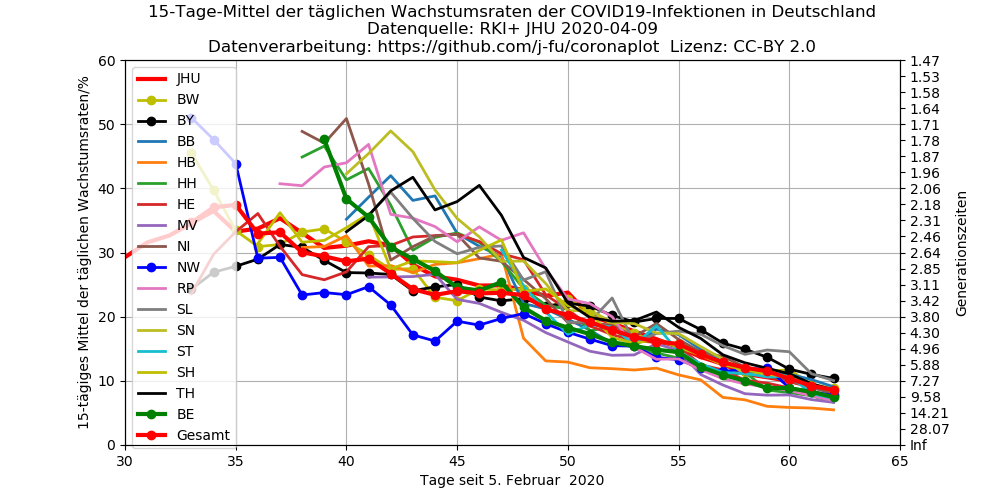 15-Tage-Mittel der täglichen Wachstumsraten der COVID19-Infektionen in Deutschland
Datenquelle: RKI+ JHU 2020-04-09
Datenverarbeitung: https://github.com/j-fu/coronaplot  Lizenz: CC-BY 2.0
15-tägiges Mittel der täglichen Wachstumsraten/%
60
50
40
30
20
10
0
JHU
BW
BY
BB
HB
HH
HE
MV
NI
NW
RP
SL
SN
ST
SH
TH
BE
Gesamt
1.47
1.53
1.58
1.64
1.71
1.78
1.87
1.96
2.06
2.18
2.31
2.46
2.64
2.85
3.11
3.42
3.80
4.30
4.96
5.88
7.27
9.58
14.21
28.07
Inf
Generationszeiten
30 35 40 45 50 55 60 65
Tage seit 5. Februar  2020